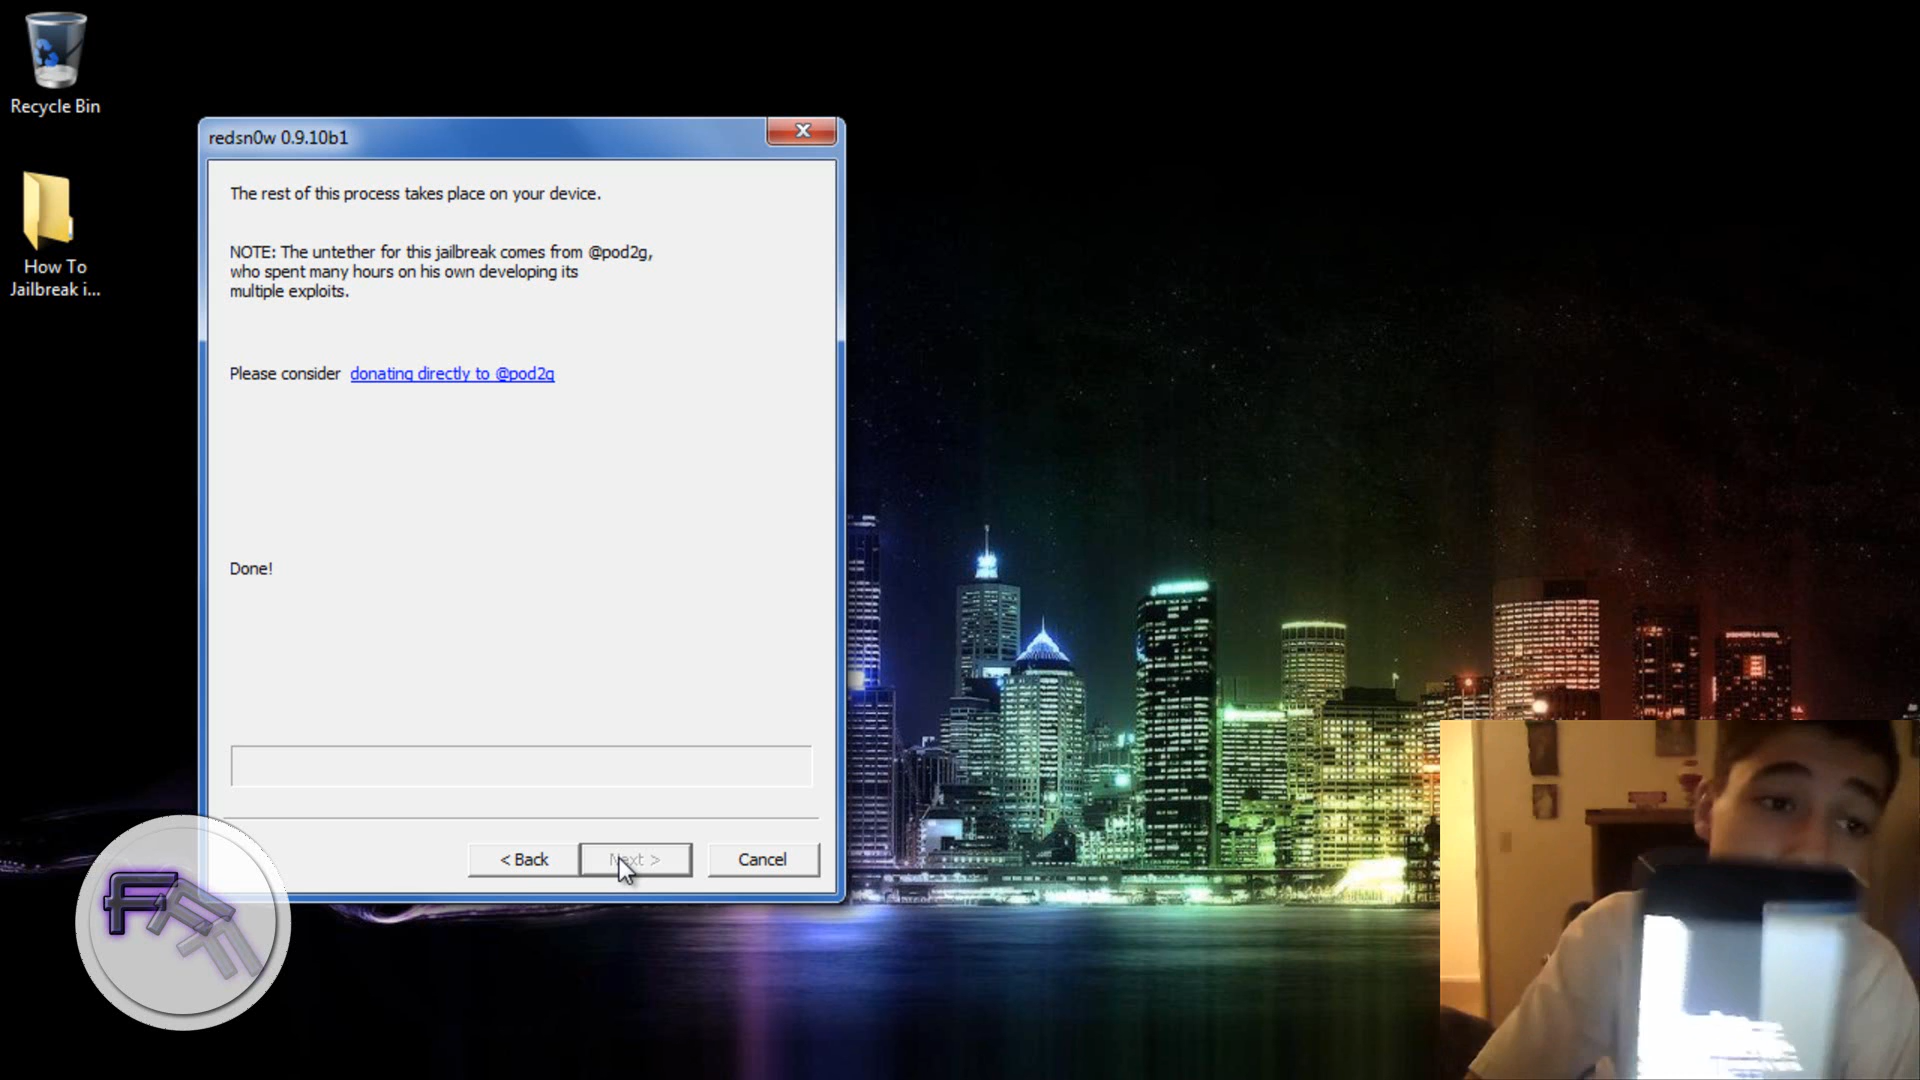 Recycle Bin
How To
Jailbreak i...
redsn0w 0.9.10b1
The rest of this process takes place on your device.
NOTE: The untether for this jailbreak comes from @pod2g,
who spent many hours on his own developing its
multiple exploits.
Please consider donating directly to @pod2g
Done!
< Back
Next >
Cancel